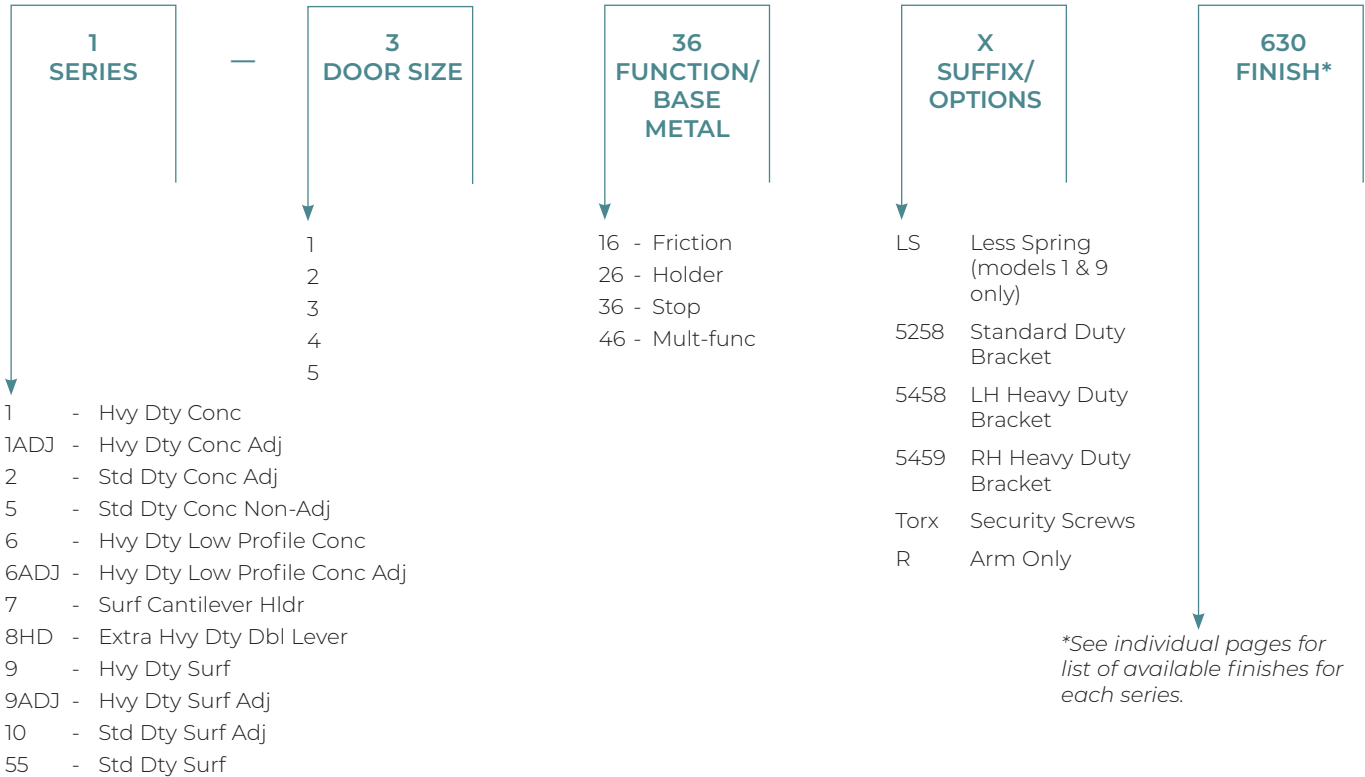 1
SERIES
—
3
DOOR SIZE
36
FUNCTION/
BASE
METAL
X
SUFFIX/
OPTIONS
630
FINISH*
1
2
3
4
5
16 - Friction
26 - Holder
36 - Stop
46 - Mult-func
LS Less Spring
(models 1 & 9
only)
5258 Standard Duty
Bracket
5458 LH Heavy Duty
Bracket
5459 RH Heavy Duty
Bracket
Torx Security Screws
R Arm Only
1 - Hvy Dty Conc
1ADJ - Hvy Dty Conc Adj
2 - Std Dty Conc Adj
5 - Std Dty Conc Non-Adj
6 - Hvy Dty Low Profile Conc
6ADJ - Hvy Dty Low Profile Conc Adj
7 - Surf Cantilever Hldr
8HD - Extra Hvy Dty Dbl Lever
9 - Hvy Dty Surf
9ADJ - Hvy Dty Surf Adj
10 - Std Dty Surf Adj
55 - Std Dty Surf
*See individual pages for
list of available finishes for
each series.